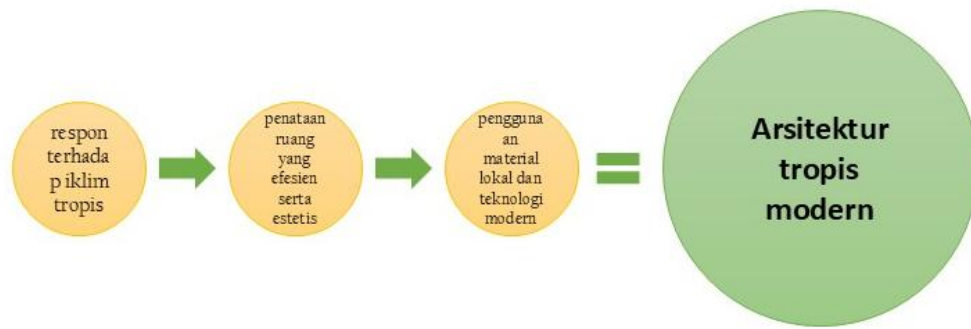 respon
terhada
p iklim
tropis
penataan
ruang
yang
efesien
serta
estetis
pengguna
an
material
lokal dan
teknologi
modern
Arsitektur
tropis
modern